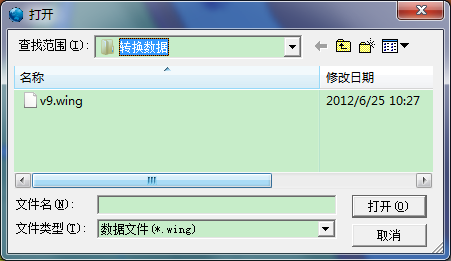 打开
查找范围(I): 转换数据
名称 修改日期
v9.wing 2012/6/25 10:27
文件名(N): 打开(O)
文件类型(T): 数据文件(*.wing) 取消